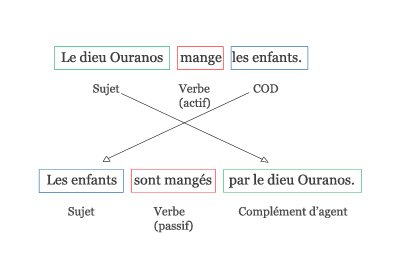 Le dieu Ouranos mange les enfants.
Sujet Verbe COD
(actif)
Les enfants sont mangés par le dieu Ouranos.
Sujet Verbe Complément d'agent
(passif)